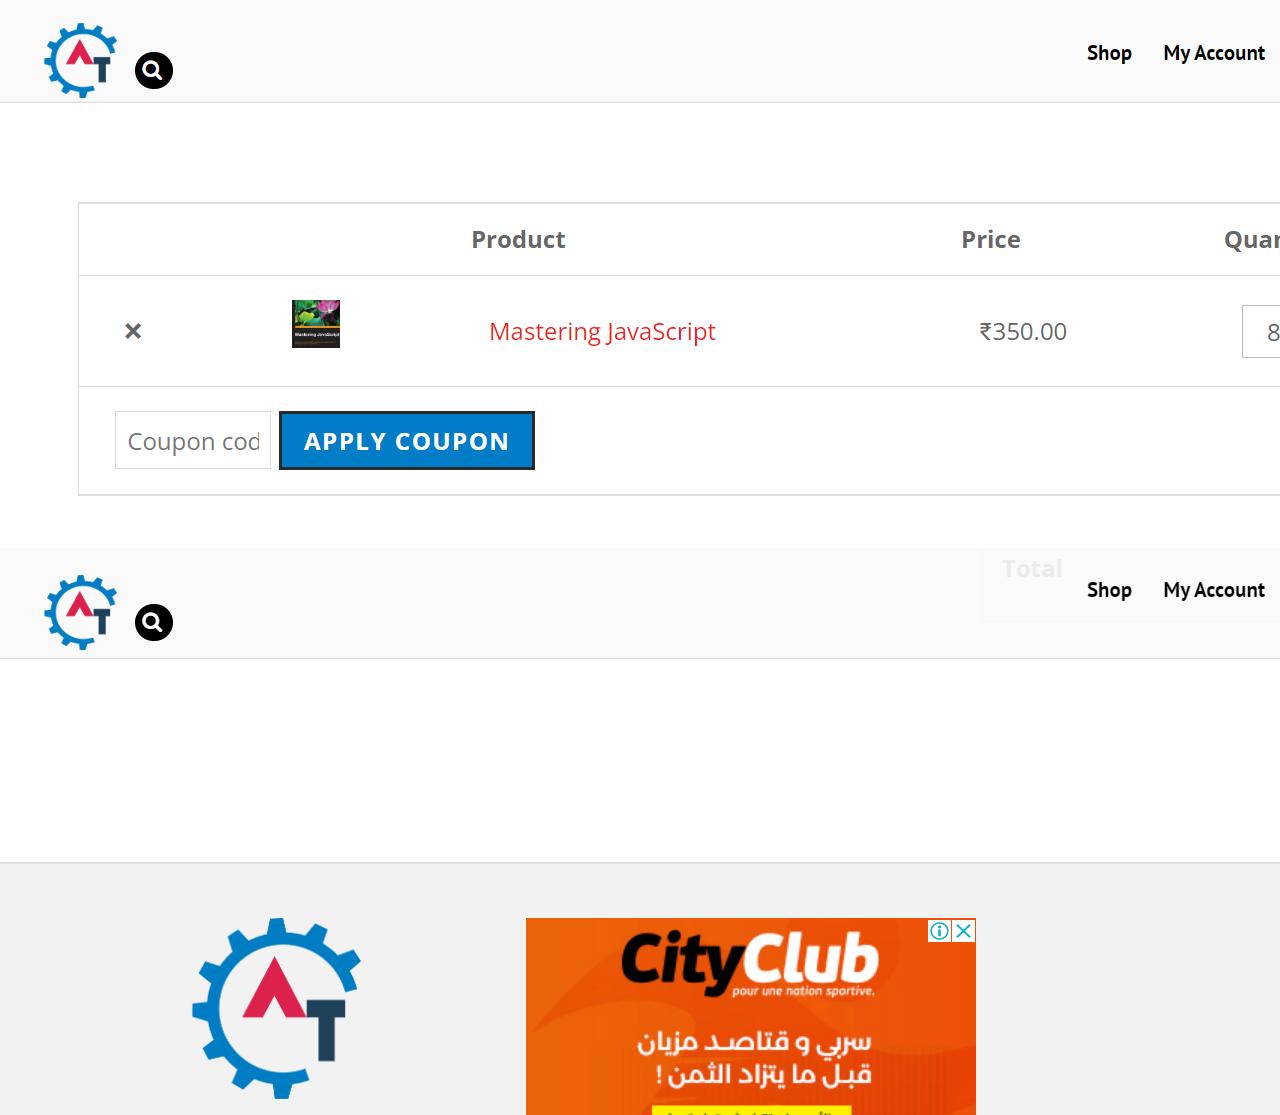 Shop My Account
Product Price Quan
× Mastering JavaScript ₹350.00 8
Coupon cod APPLY COUPON
Total
Shop My Account
CityClub
pour une nation sportive.
سربي و قتاصد مزيان
قبل ما يتزاد الثمن !